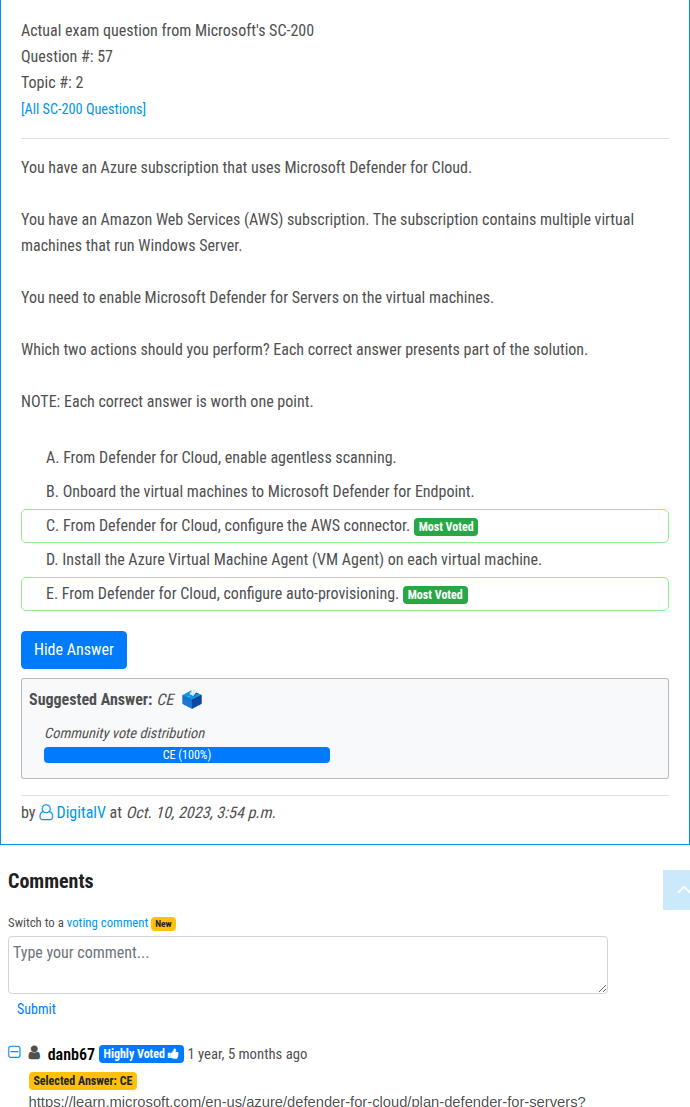 Actual exam question from Microsoft's SC-200
Question #: 57
Topic #: 2
[All SC-200 Questions]
You have an Azure subscription that uses Microsoft Defender for Cloud.
You have an Amazon Web Services (AWS) subscription. The subscription contains multiple virtual
machines that run Windows Server.
You need to enable Microsoft Defender for Servers on the virtual machines.
Which two actions should you perform? Each correct answer presents part of the solution.
NOTE: Each correct answer is worth one point.
A. From Defender for Cloud, enable agentless scanning.
B. Onboard the virtual machines to Microsoft Defender for Endpoint.
C. From Defender for Cloud, configure the AWS connector. Most Voted
D. Install the Azure Virtual Machine Agent (VM Agent) on each virtual machine.
E. From Defender for Cloud, configure auto-provisioning. Most Voted
Hide Answer
Suggested Answer: CE
Community vote distribution
CE (100%)
by DigitalV at Oct. 10, 2023, 3:54 p.m.
Comments
Switch to a voting comment New
Type your comment...
Submit
danb67 Highly Voted 1 year, 5 months ago
Selected Answer: CE
https://learn.microsoft.com/en-us/azure/defender-for-cloud/plan-defender-for-servers?